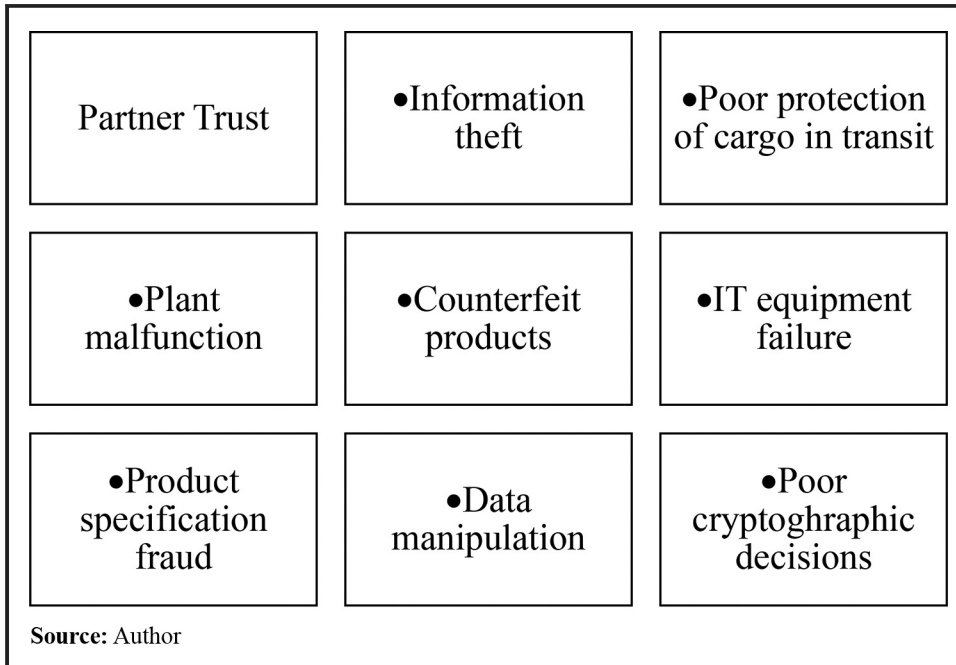 Partner Trust
•Information
theft
•Poor protection
of cargo in transit
•Plant
malfunction
•Counterfeit
products
•IT equipment
failure
•Product
specification
fraud
•Data
manipulation
•Poor
cryptoghraphic
decisions
Source: Author